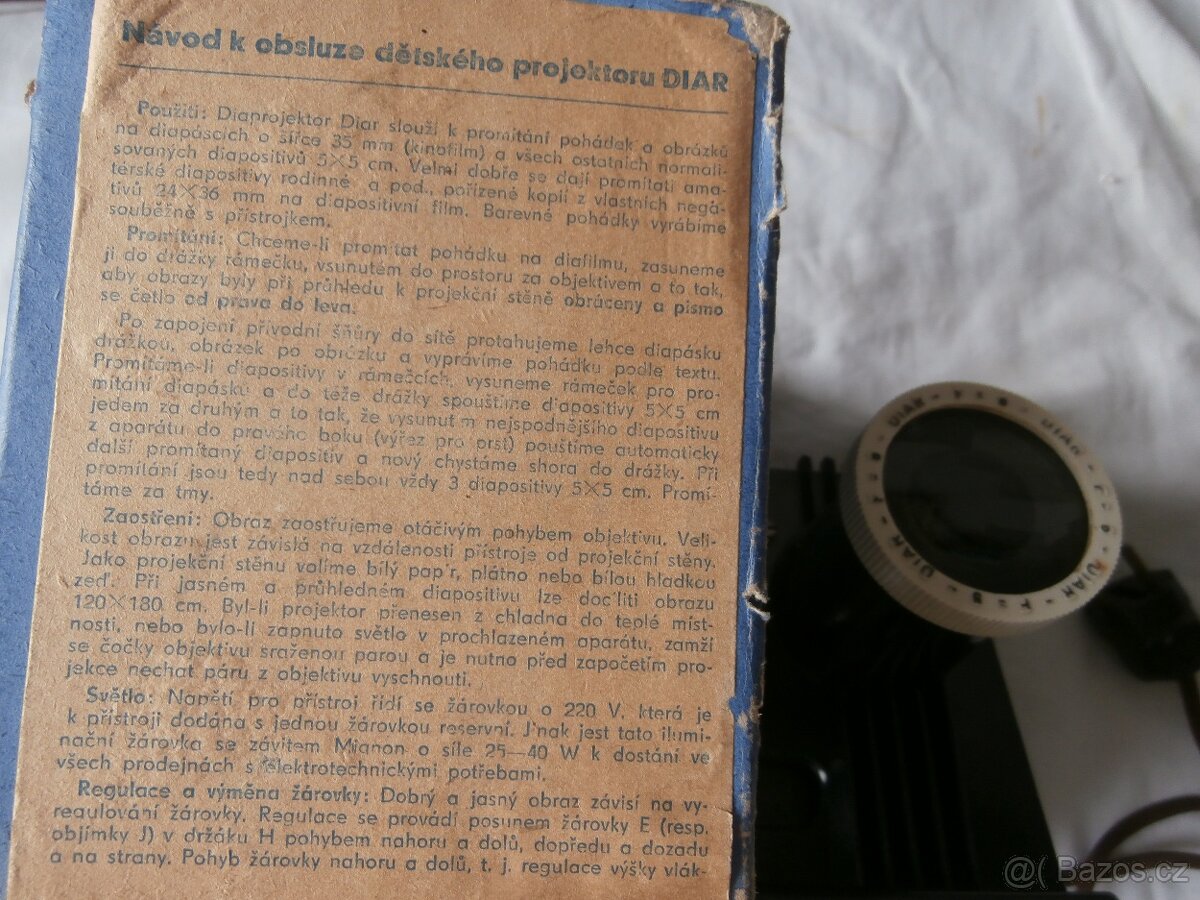 Návod k obsluze dětského projektoru DIAR
Použití: Diaprojektor Diar slouží k promítání pohádek a obrázků
na diapáscích o šířce 35 mm (kinofilm) a všech ostatních normali-
sovaných diapositivů 5×5 cm. Velmi dobře se dají promítati ama-
térské diapositivy rodinné a pod., pořízené kopií z vlastních negá-
tivů 24×36 mm na diapositivní film. Barevné pohádky vyrábíme
souběžně s přístrojkem.
Promítání: Chceme-li promítat pohádku na diafilmu, zasuneme
ji do drážky rámečku, vsunutém do prostoru za objektivem a to tak,
aby obrazy byly při průhledu k projekční stěně obráceny a písmo
se četlo od prava do leva.
Po zapojení přívodní šňůry do sítě protahujeme lehce diapásku
drážkou, obrázek po obrázku a vyprávíme pohádku podle textu.
Promítáme-li diapositivy v rámečcích, vysuneme rámeček pro pro-
mítání diapásků a do téže drážky spouštíme diapositivy 5×5 cm
jedem za druhým a to tak, že vysunut'm nejspodnějšího diapositivu
z aparátu do pravého boku (výřez pro prst) pouštíme automaticky
další promítaný diapositiv a nový chystáme shora do drážky. Při
promítání jsou tedy nad sebou vždy 3 diapositivy 5×5 cm. Promí-
táme za tmy.
Zaostření: Obraz zaostřujeme otáčivým pohybem objektivu. Veli-
kost obrazu jest závislá na vzdálenosti přístroje od projekční stěny.
Jako projekční stěnu volíme bílý pap'r, plátno nebo bílou hladkou
zeď. Při jasném a průhledném diapositivu lze doc'líti obrazu
120×180 cm. Byl-li projektor přenesen z chladna do teplé míst-
nosti, nebo bylo-li zapnuto světlo v prochlazeném aparátu, zamží
se čočky objektivu sraženou parou a je nutno před započetím pro-
jekce nechat páru z objektivu vyschnouti.
Světlo: Napětí pro přístroj řídí se žárovkou o 220 V, která je
k přístroji dodána s jednou žárovkou reservní. J'nak jest tato ilumi-
nační žárovka se závitem Mignon o síle 25—40 W k dostání ve
všech prodejnách s elektrotechnickými potřebami.
Regulace a výměna žárovky: Dobrý a jasný obraz závisí na vy-
regulování žárovky. Regulace se provádí posunem žárovky E (resp.
objímky J) v držáku H pohybem nahoru a dolů, dopředu a dozadu
a na strany. Pohyb žárovky nahoru a dolů, t. j. regulace výšky vlák-
DIAR - F S B - DIAR - F S B - DIAR - F S B - DIAR - F S B
Bazos.cz